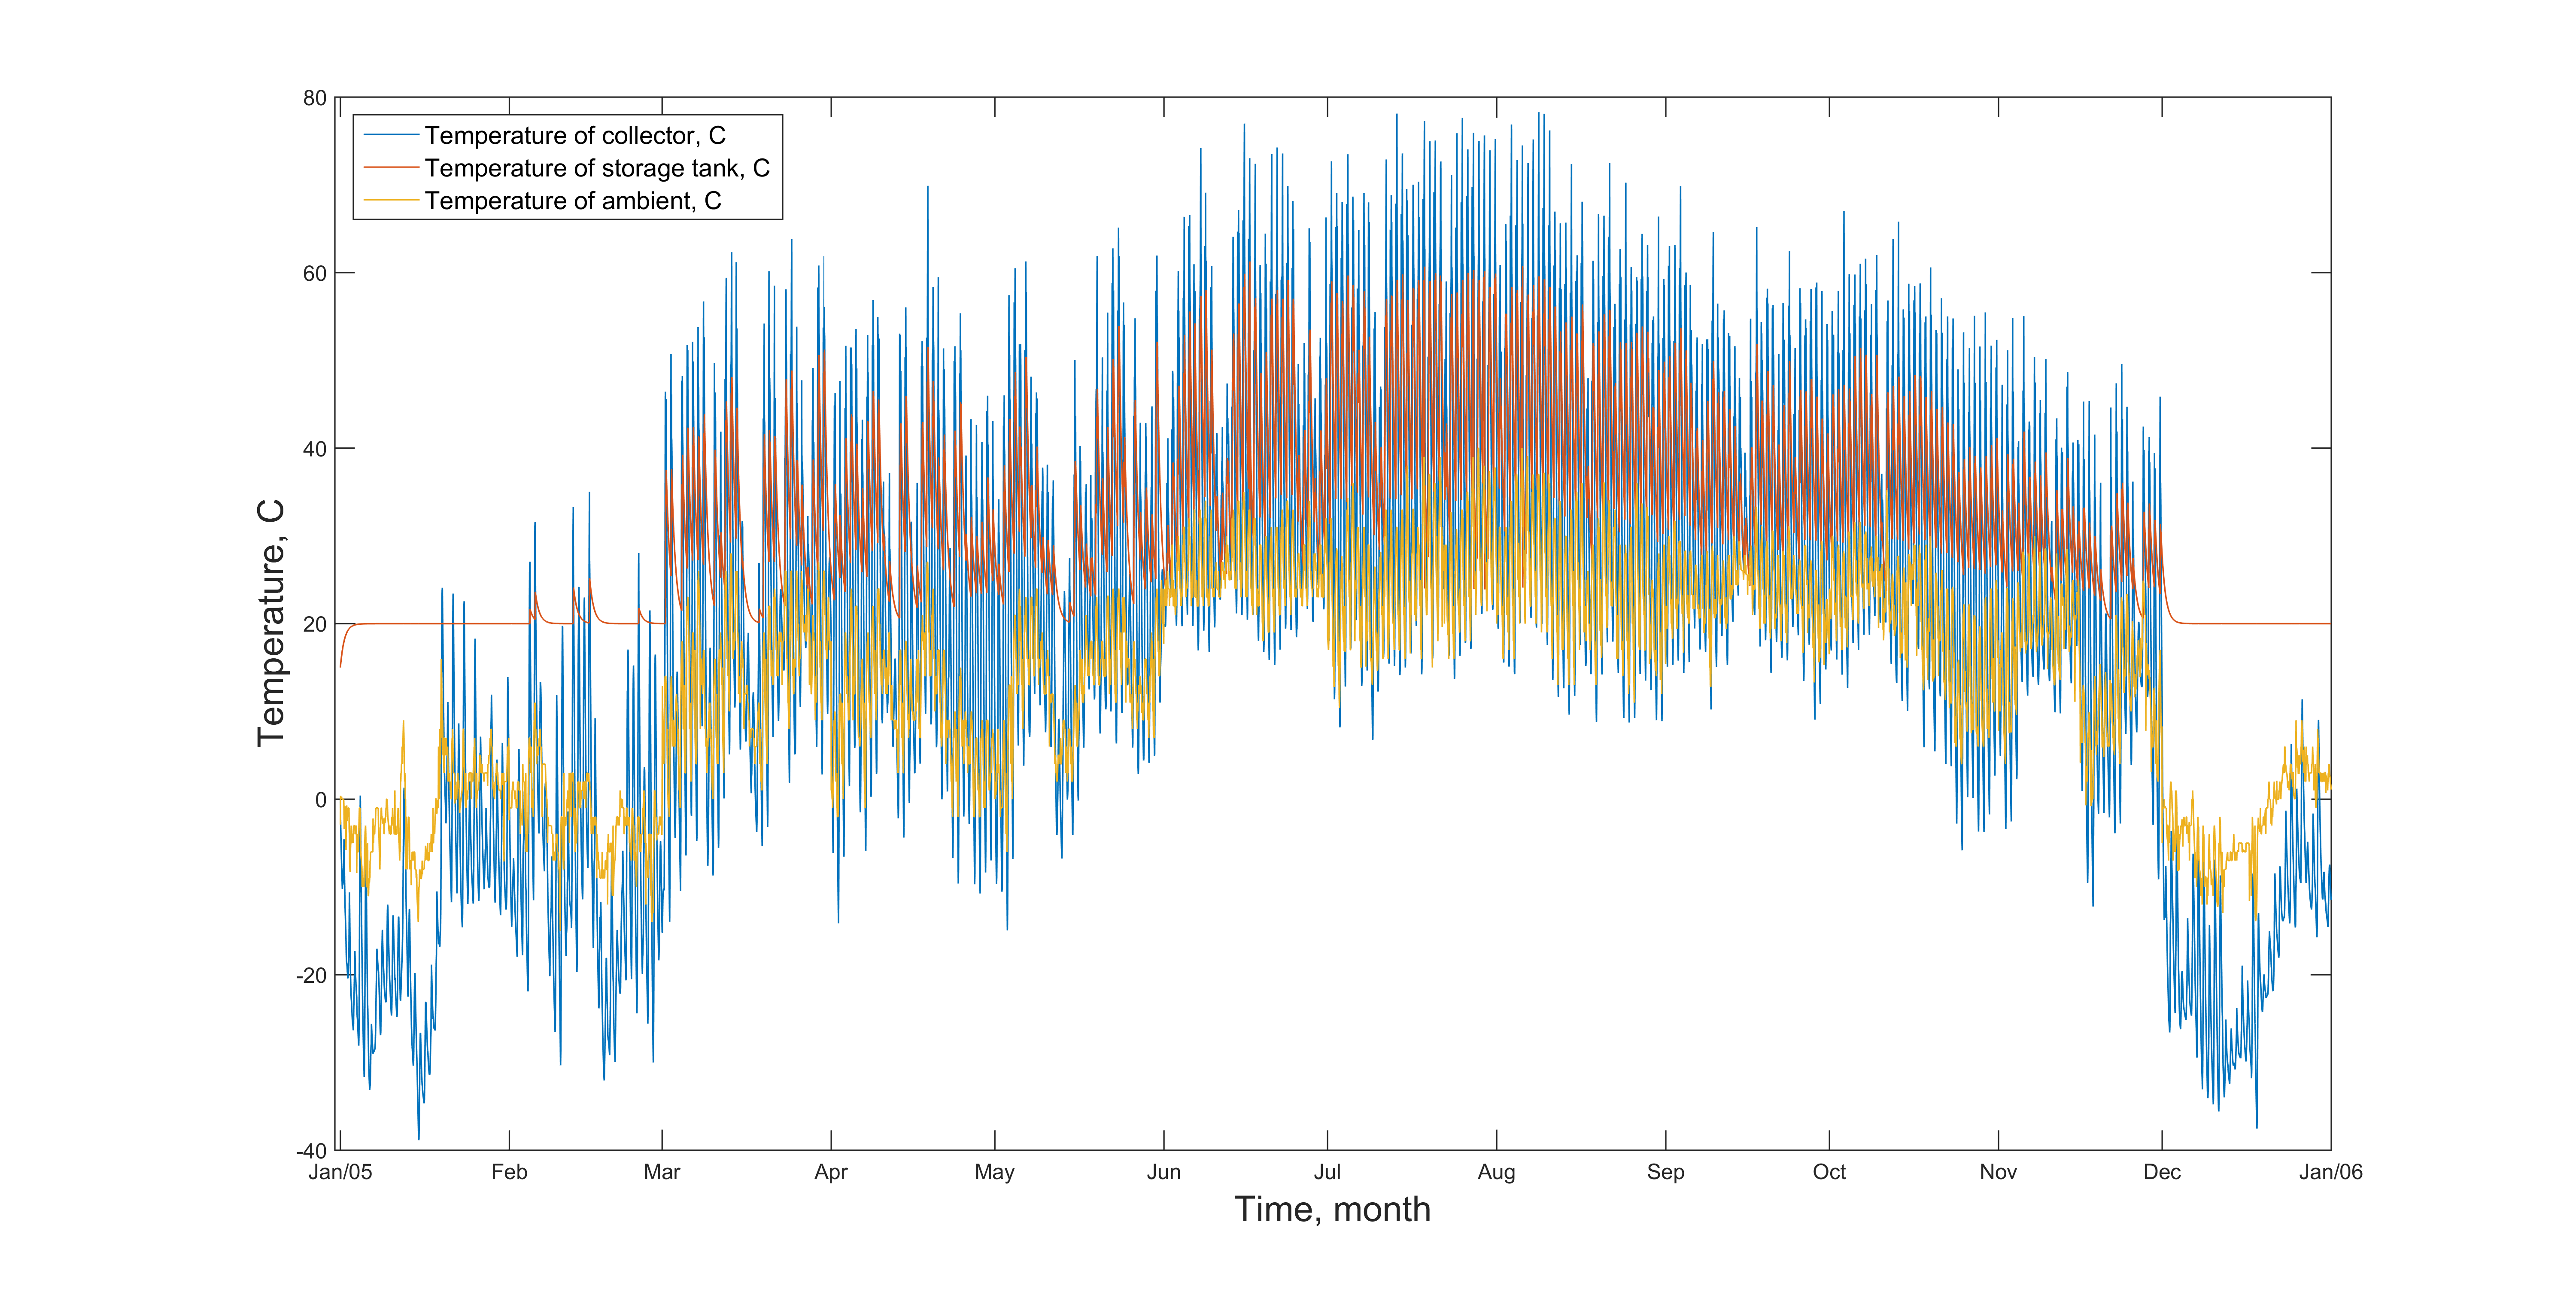 80
60
40
20
0
-20
-40
Temperature, C
Temperature of collector, C
Temperature of storage tank, C
Temperature of ambient, C
Jan/05 Feb Mar Apr May Jun Jul Aug Sep Oct Nov Dec Jan/06
Time, month